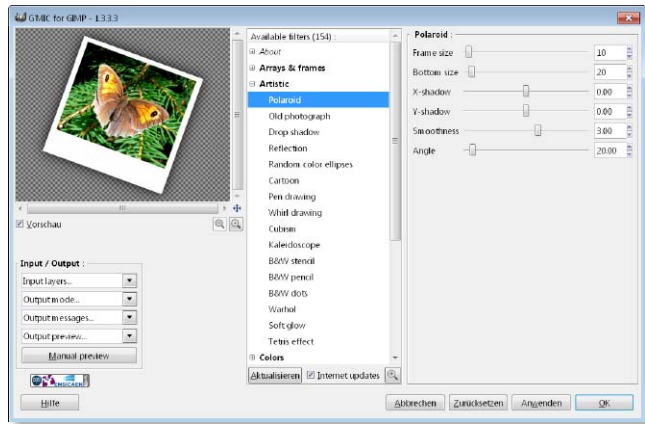 G'MIC for GIMP - 1.3.3.3
Available filters (154) :
About
Arrays & frames
Artistic
Polaroid
Old photograph
Drop shadow
Reflection
Random color ellipses
Cartoon
Pen drawing
Whirl drawing
Cubism
Kaleidoscope
B&W stencil
B&W pencil
B&W dots
Warhol
Soft glow
Tetris effect
Colors
Polaroid :
Frame size 10
Bottom size 20
X-shadow 0.00
Y-shadow 0.00
Smoothness 3.00
Angle 20.00
Vorschau
Input / Output :
Input layers...
Output mode...
Output messages...
Output preview...
Manual preview
Aktualisieren Internet updates
Hilfe
Abbrechen Zurücksetzen Anwenden OK